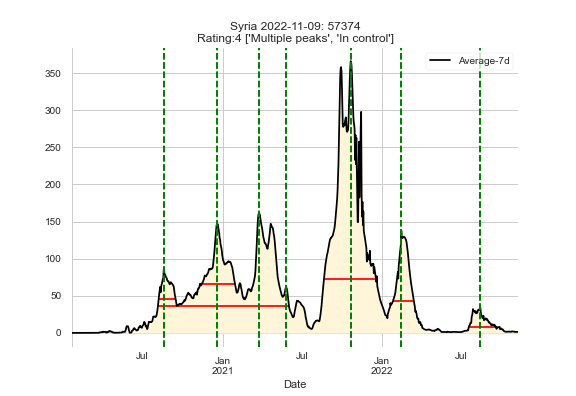 Syria 2022-11-09: 57374
Rating:4 ['Multiple peaks', 'In control']
Average-7d
350
300
250
200
150
100
50
0
Jul
Jan
2021
Jul
Jan
2022
Jul
Date